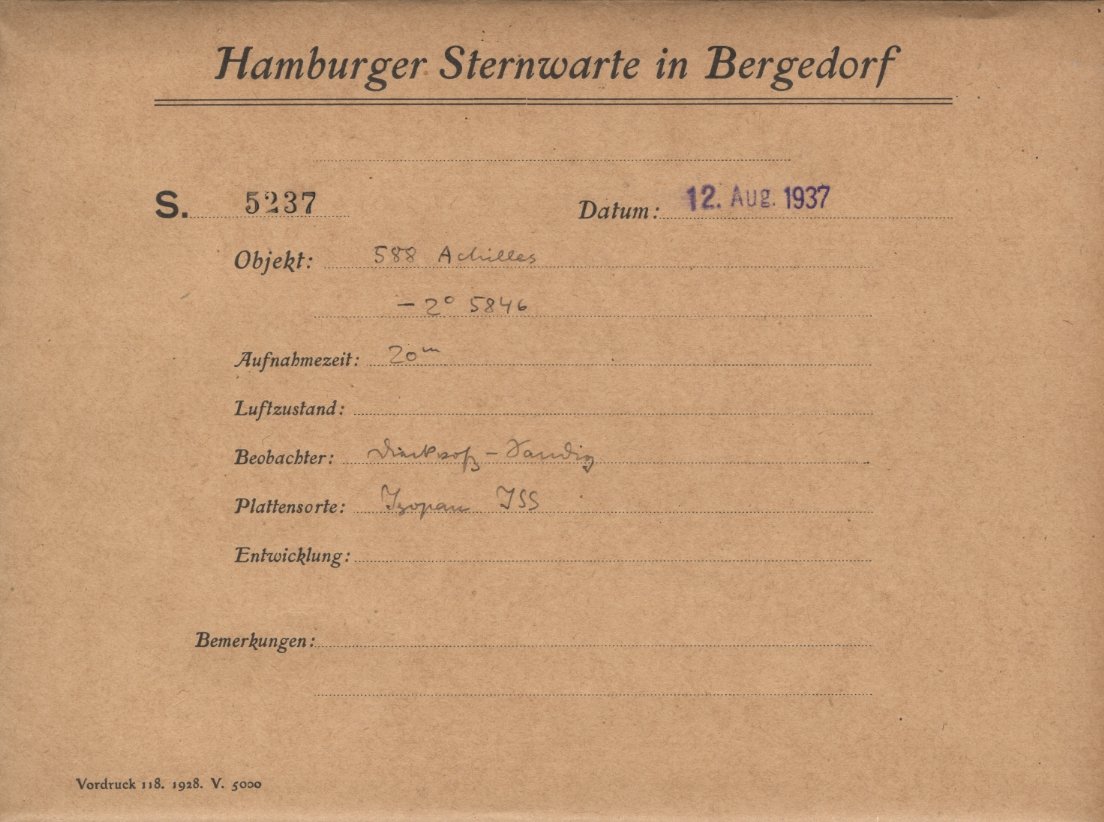 Hamburger Sternwarte in Bergedorf
S. 5237 Datum: 12. Aug. 1937
Objekt: 588 Achilles
– 2° 5846
Aufnahmezeit: 20ᵐ
Luftzustand:
Beobachter: Dieckvoß – Sandig
Plattensorte: Isopan ISS
Entwicklung:
Bemerkungen:
Vordruck 118. 1928. V. 5000